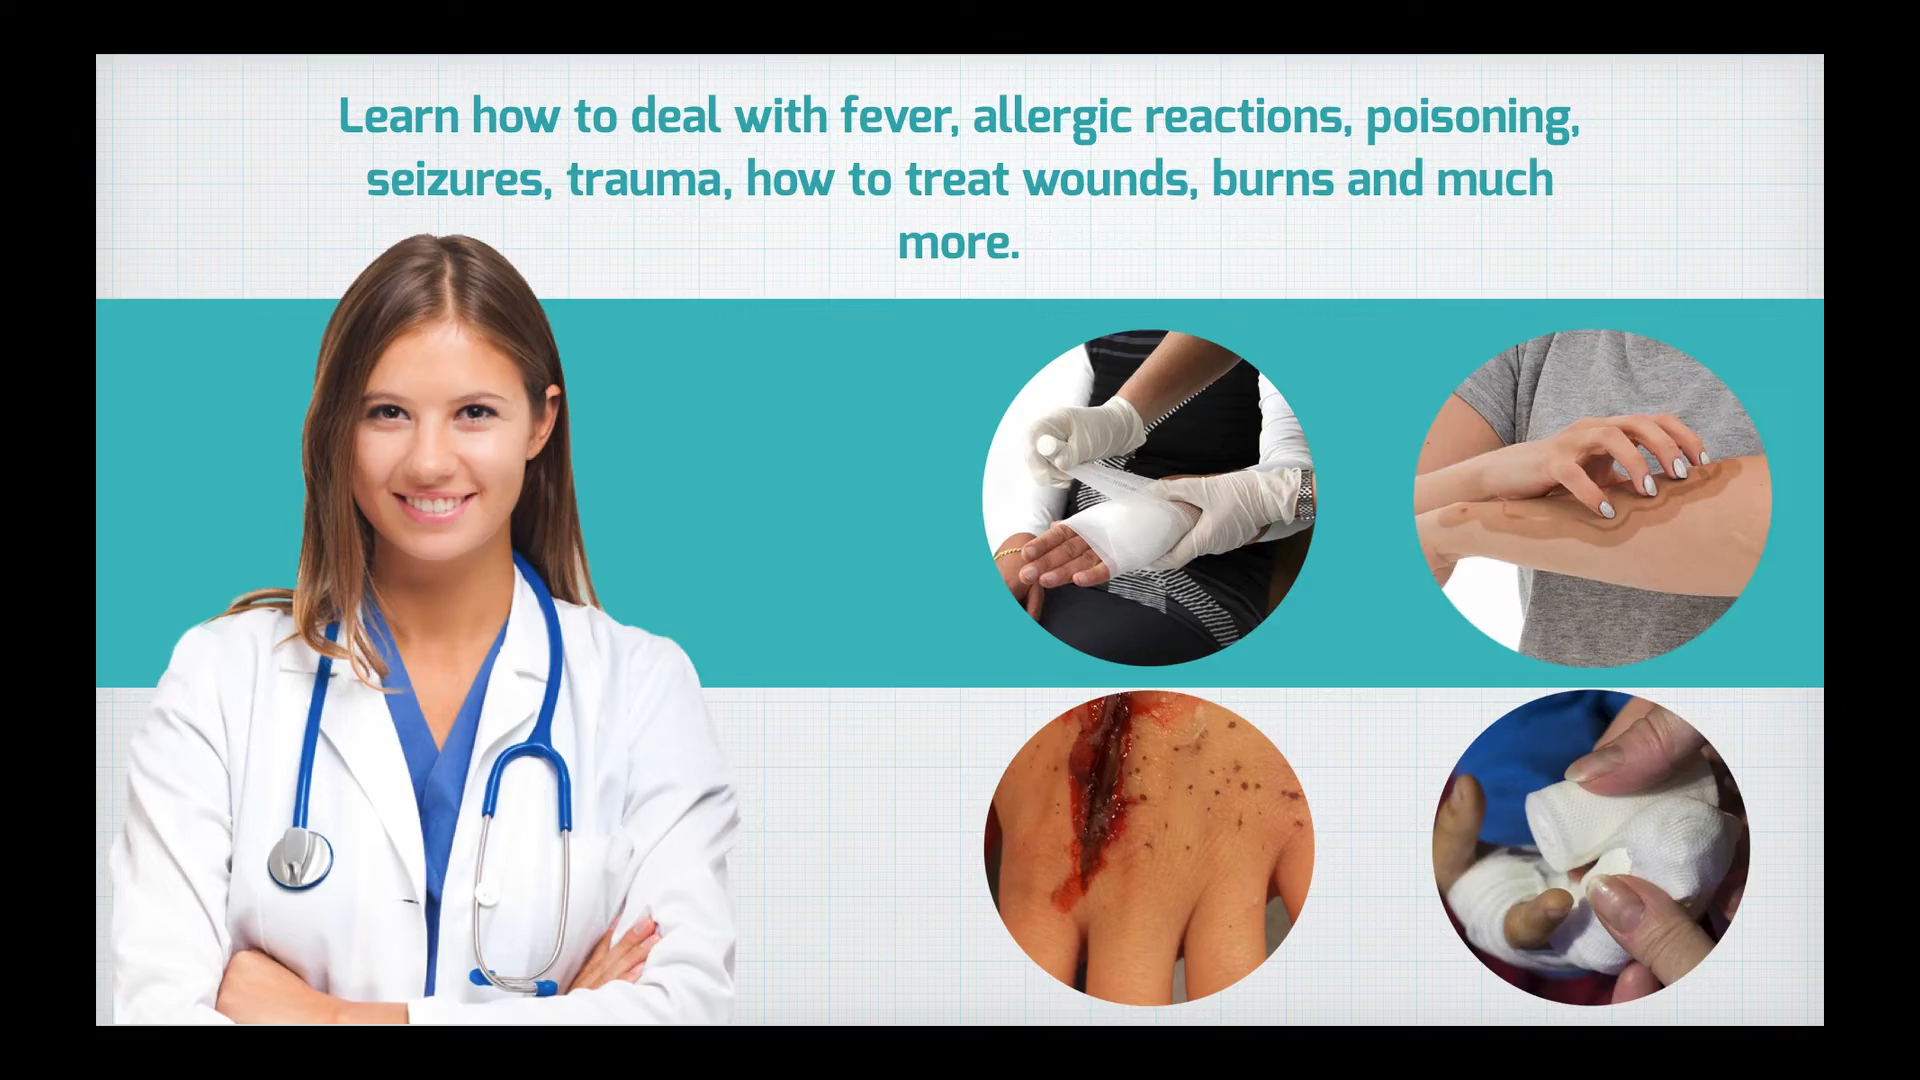 Learn how to deal with fever, allergic reactions, poisoning,
seizures, trauma, how to treat wounds, burns and much
more.